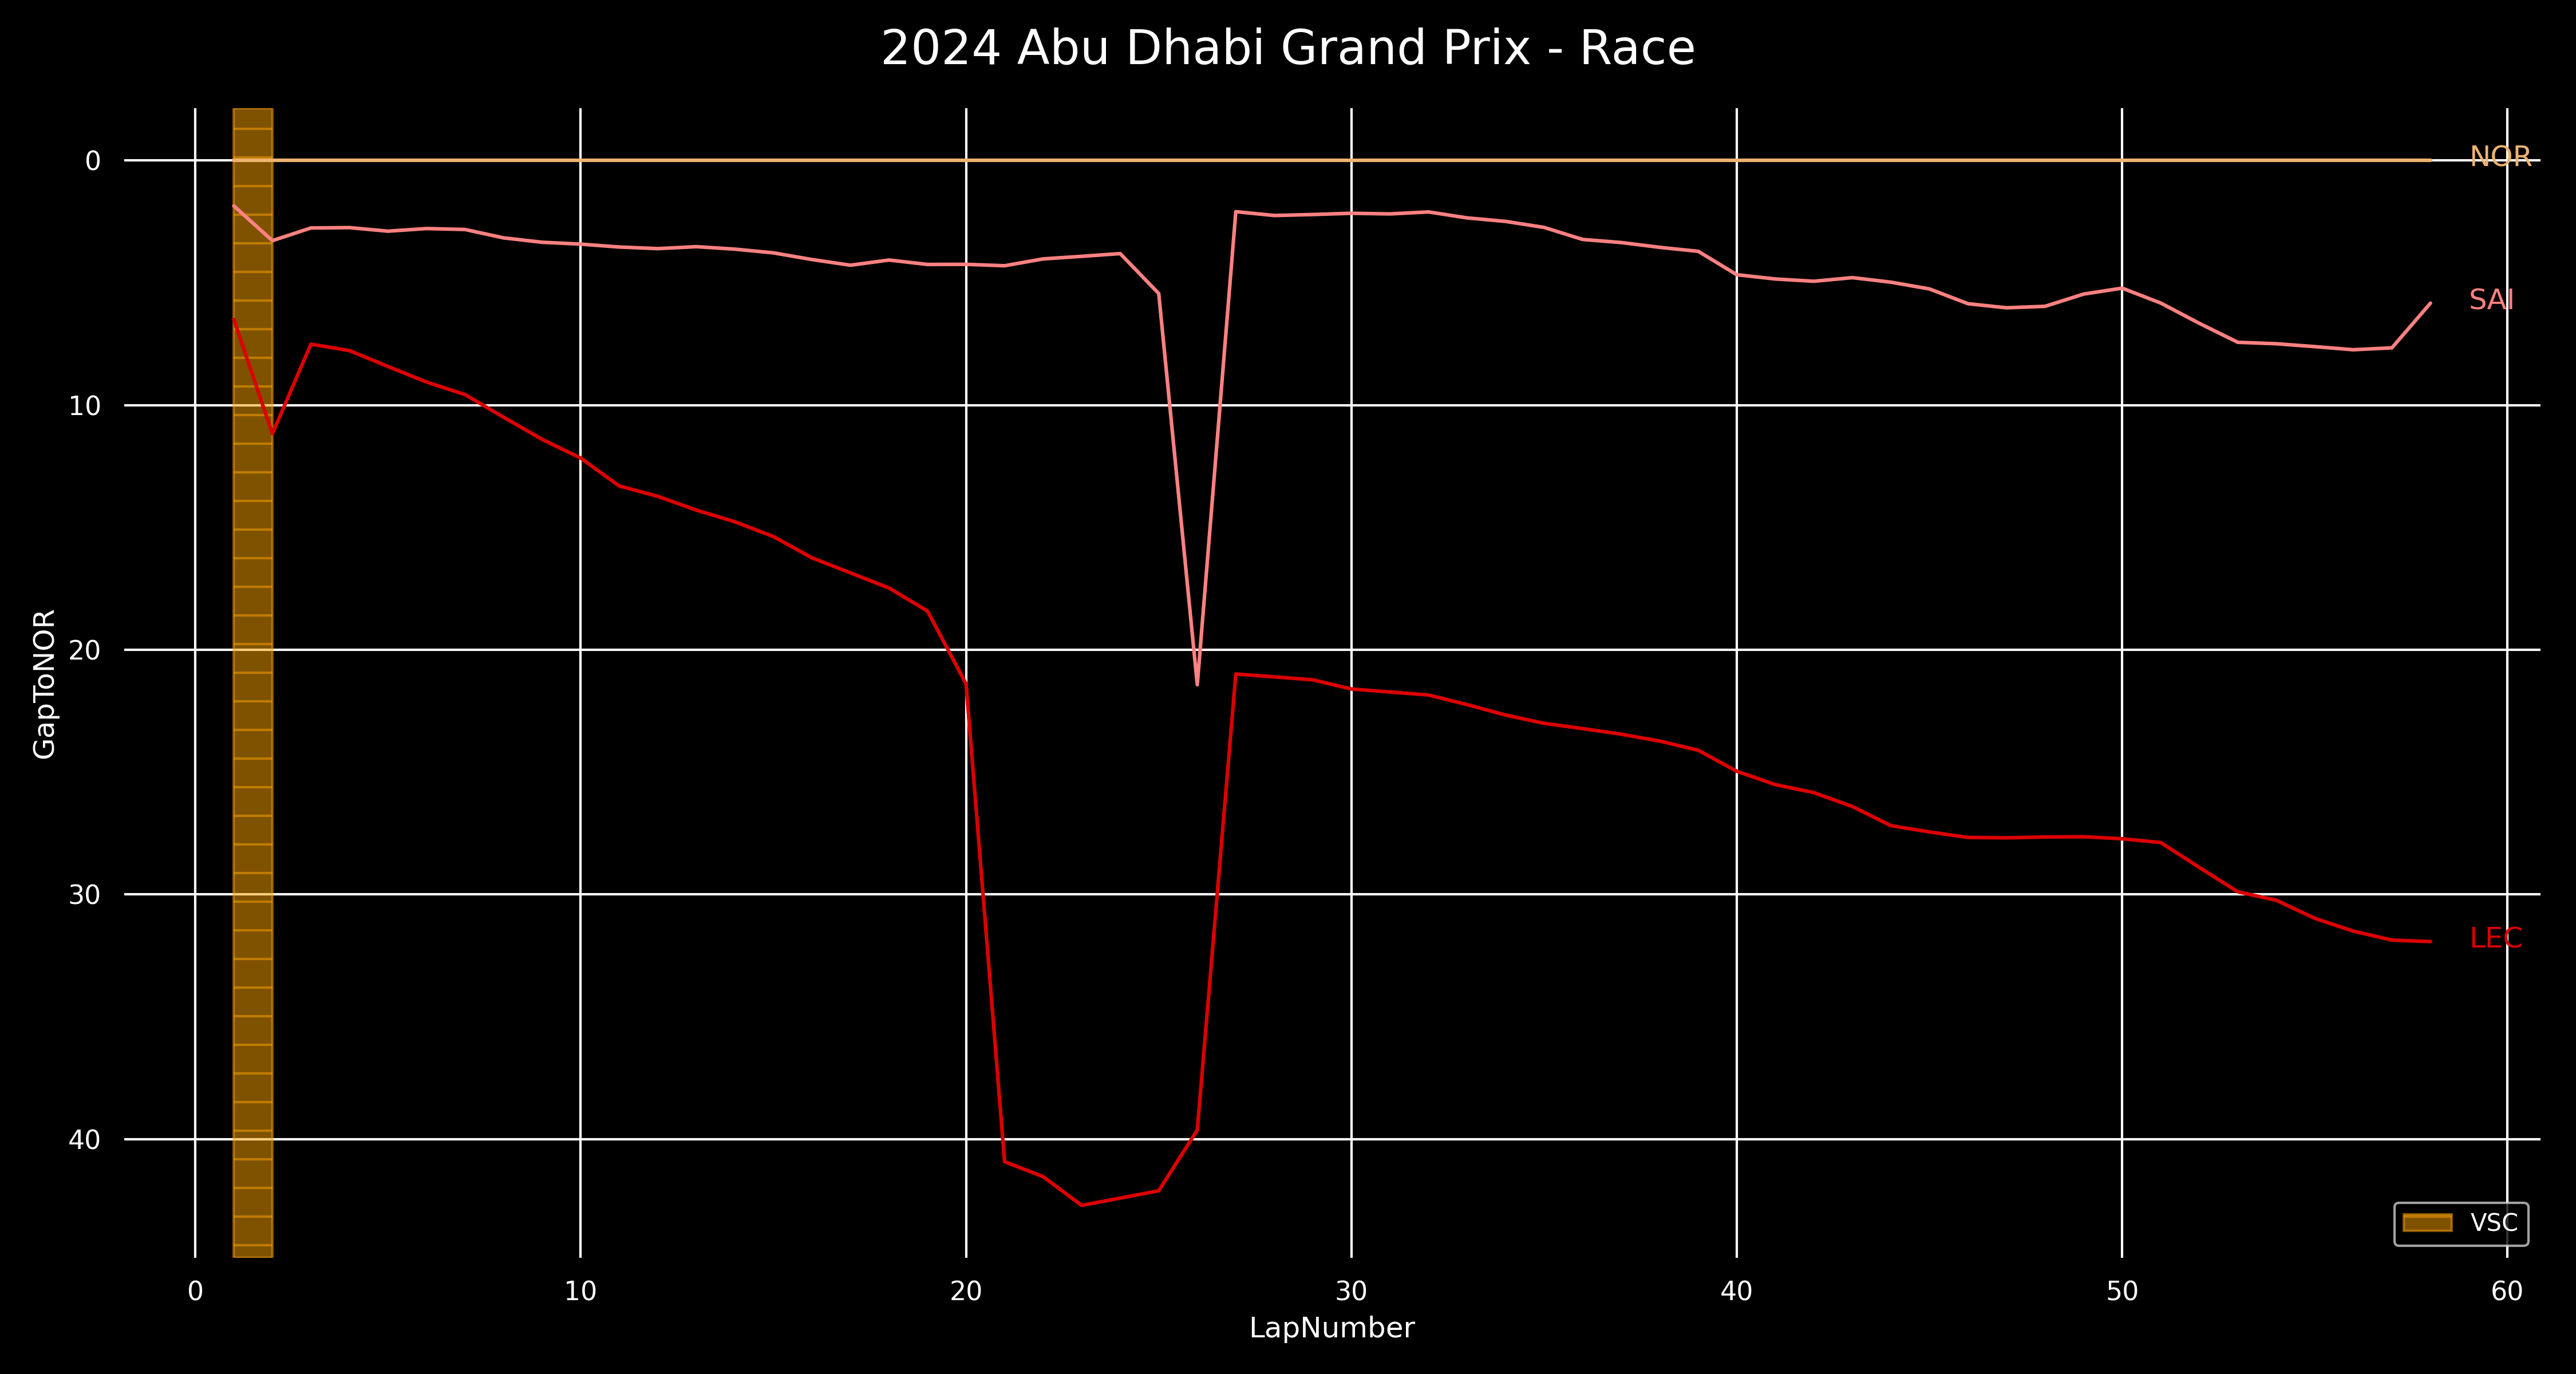 2024 Abu Dhabi Grand Prix - Race
0
10
20
30
40
GapToNOR
NOR
SAI
LEC
VSC
0 10 20 30 40 50 60
LapNumber